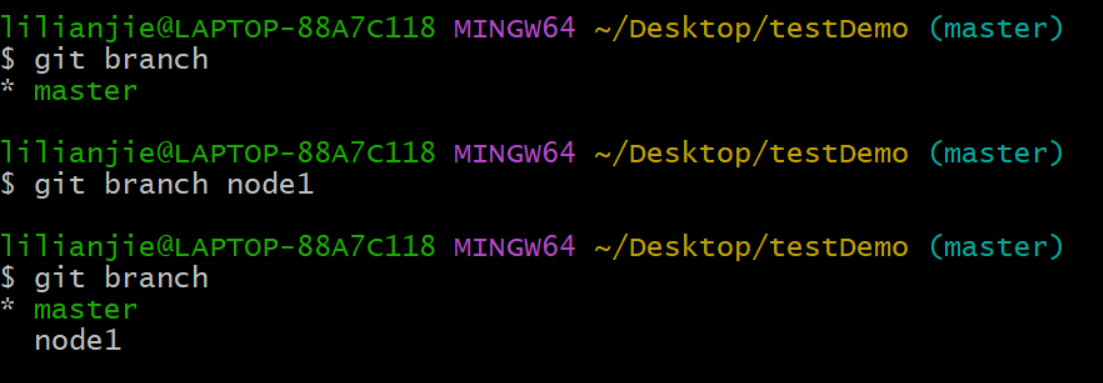 lilianjie@LAPTOP-88A7C118 MINGW64 ~/Desktop/testDemo (master)
$ git branch
* master
lilianjie@LAPTOP-88A7C118 MINGW64 ~/Desktop/testDemo (master)
$ git branch node1
lilianjie@LAPTOP-88A7C118 MINGW64 ~/Desktop/testDemo (master)
$ git branch
* master
  node1